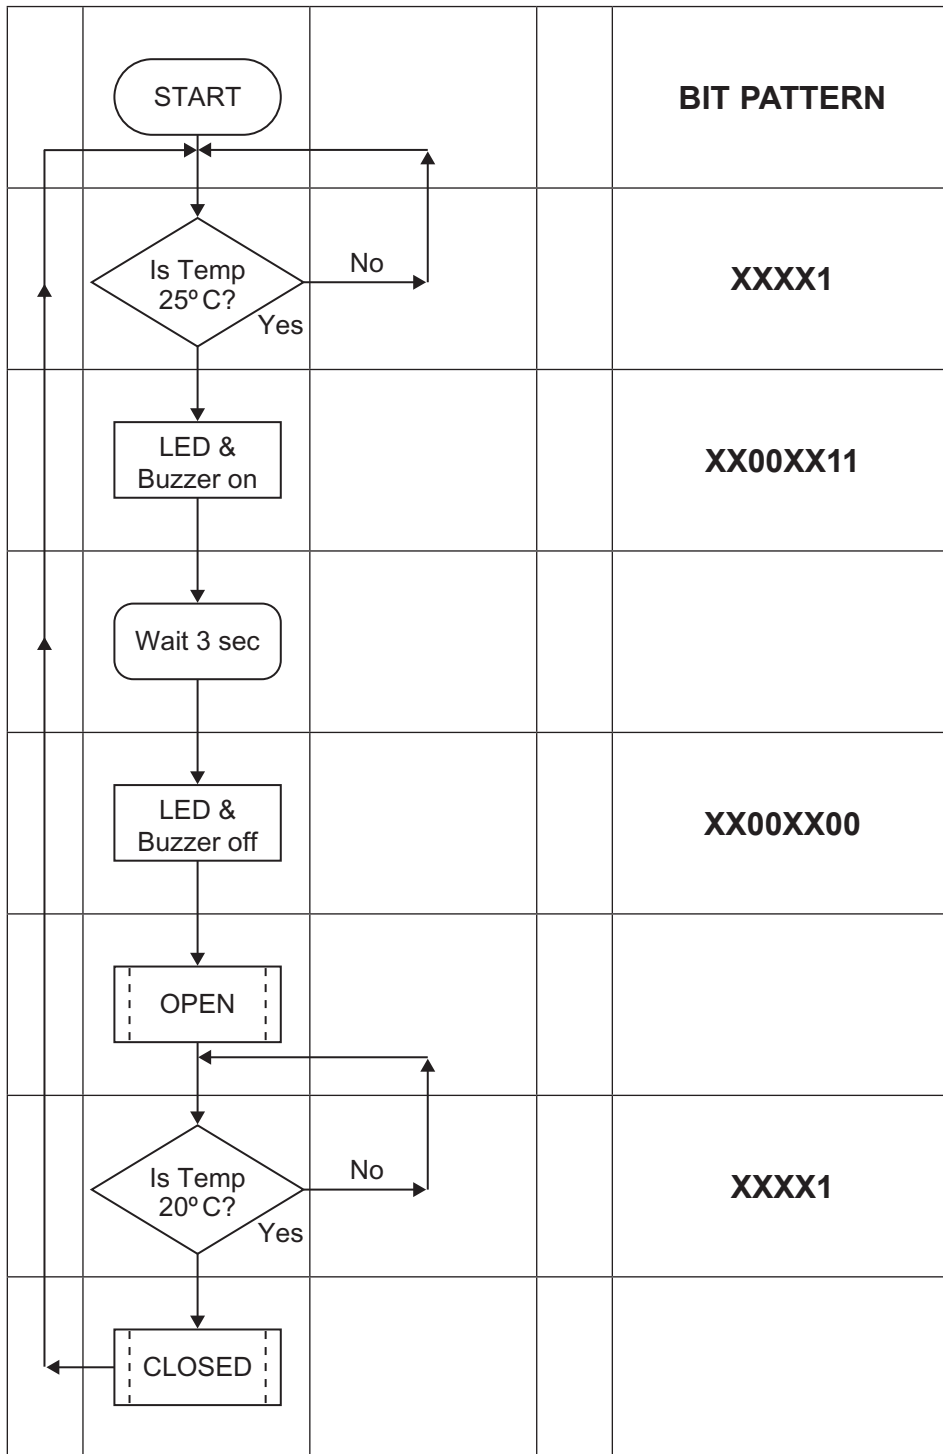 START
BIT PATTERN
Is Temp
25º C?
No
Yes
XXXX1
LED &
Buzzer on
XX00XX11
Wait 3 sec
LED &
Buzzer off
XX00XX00
OPEN
Is Temp
20º C?
No
Yes
XXXX1
CLOSED